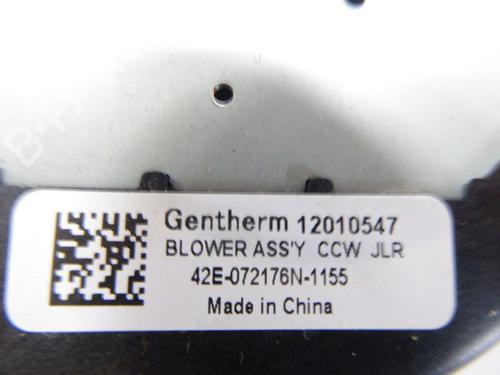 Gentherm 12010547
BLOWER ASS'Y CCW JLR
42E-072176N-1155
Made in China